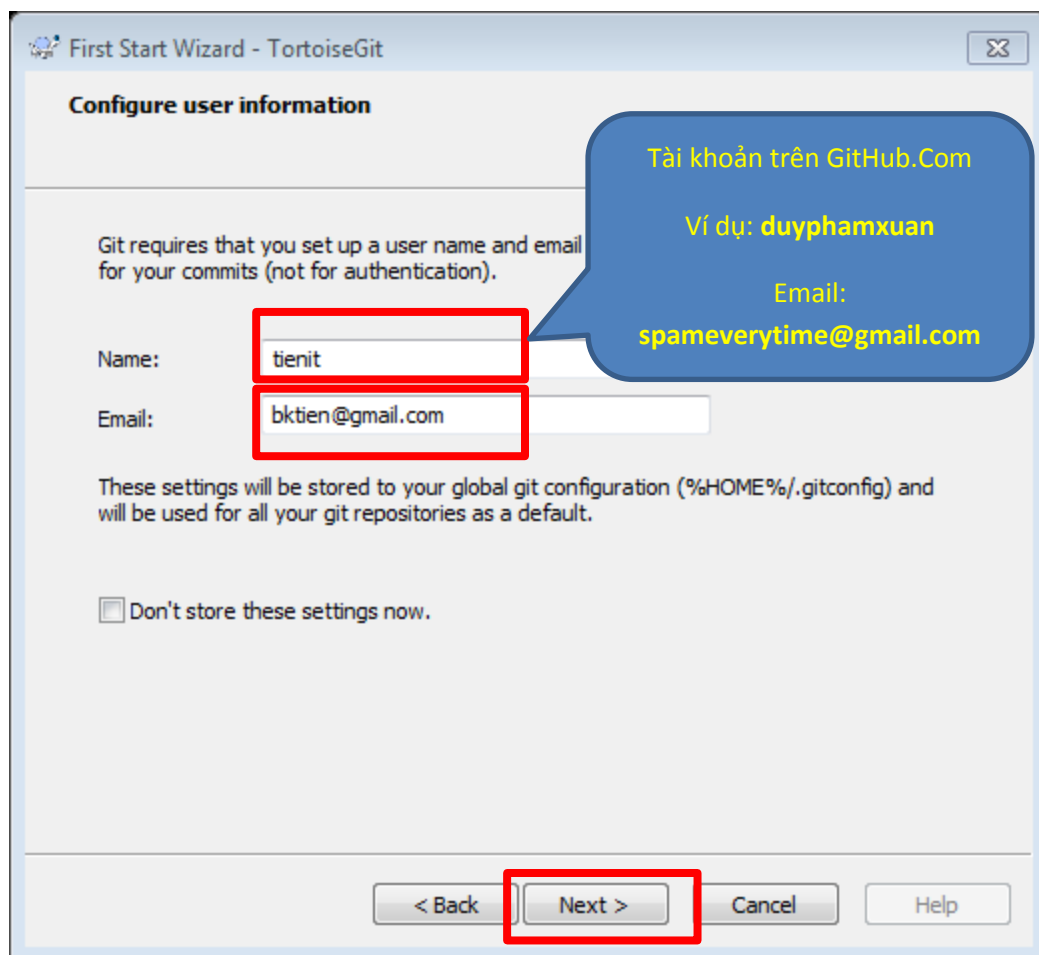 First Start Wizard - TortoiseGit
Configure user information
Tài khoản trên GitHub.Com
Ví dụ: duyphamxuan
Email:
spameverytime@gmail.com
Git requires that you set up a user name and email
for your commits (not for authentication).
Name:
tienit
Email:
bktien@gmail.com
These settings will be stored to your global git configuration (%HOME%/.gitconfig) and
will be used for all your git repositories as a default.
Don't store these settings now.
< Back
Next >
Cancel
Help